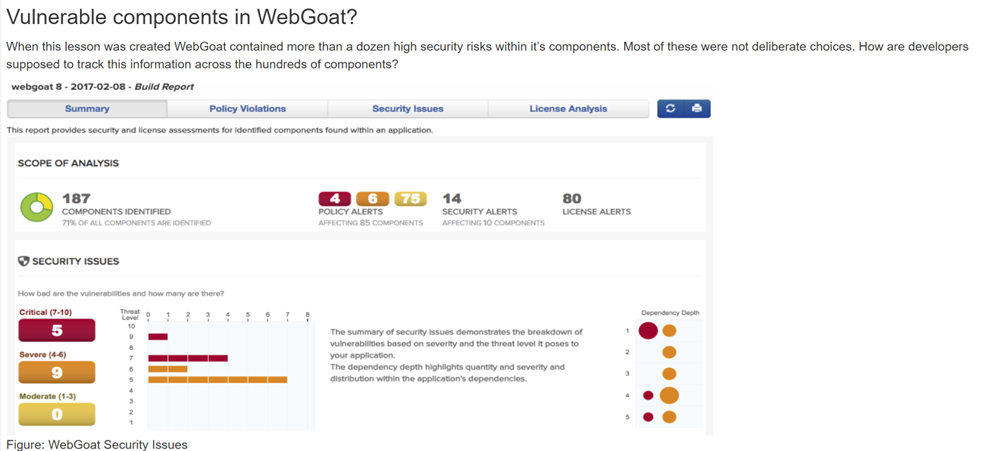 Vulnerable components in WebGoat?
When this lesson was created WebGoat contained more than a dozen high security risks within it's components. Most of these were not deliberate choices. How are developers
supposed to track this information across the hundreds of components?
webgoat 8 - 2017-02-08 - Build Report
Summary Policy Violations Security Issues License Analysis
This report provides security and license assessments for identified components found within an application.
SCOPE OF ANALYSIS
187
COMPONENTS IDENTIFIED
71% OF ALL COMPONENTS ARE IDENTIFIED
4 6 75
POLICY ALERTS
AFFECTING 85 COMPONENTS
14
SECURITY ALERTS
AFFECTING 10 COMPONENTS
80
LICENSE ALERTS
SECURITY ISSUES
How bad are the vulnerabilities and how many are there?
Critical (7-10)
5
Severe (4-6)
9
Moderate (1-3)
0
Threat
Level
0 1 2 3 4 5 6 7 8
10
9
8
7
6
5
4
3
2
1
The summary of security issues demonstrates the breakdown of
vulnerabilities based on severity and the threat level it poses to
your application.
The dependency depth highlights quantity and severity and
distribution within the application's dependencies.
Dependency Depth
1
2
3
4
5
Figure: WebGoat Security Issues